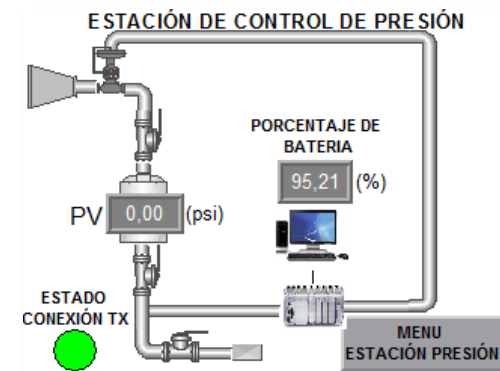 ESTACIÓN DE CONTROL DE PRESIÓN
PORCENTAJE DE
BATERIA
95,21 (%)
PV 0,00 (psi)
ESTADO
CONEXIÓN TX
MENU
ESTACIÓN PRESIÓN